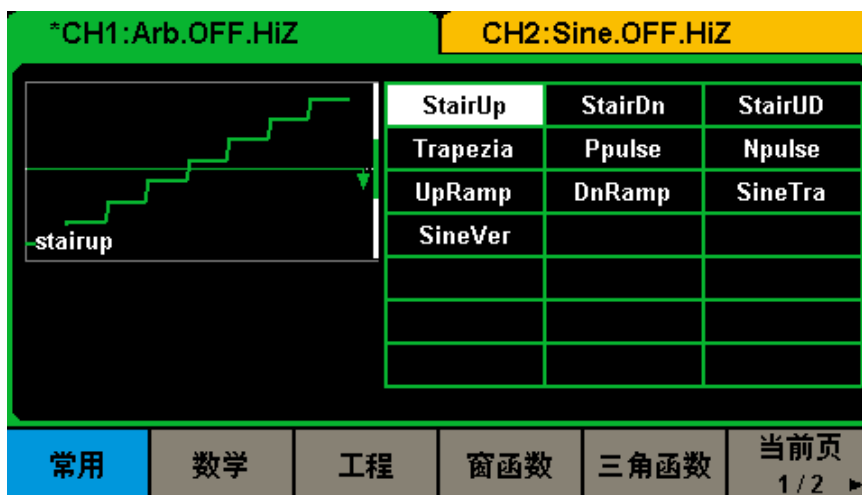 *CH1:Arb.OFF.HiZ CH2:Sine.OFF.HiZ
stairup
StairUp StairDn StairUD
Trapezia Ppulse Npulse
UpRamp DnRamp SineTra
SineVer
常用 数学 工程 窗函数 三角函数 当前页
1/2